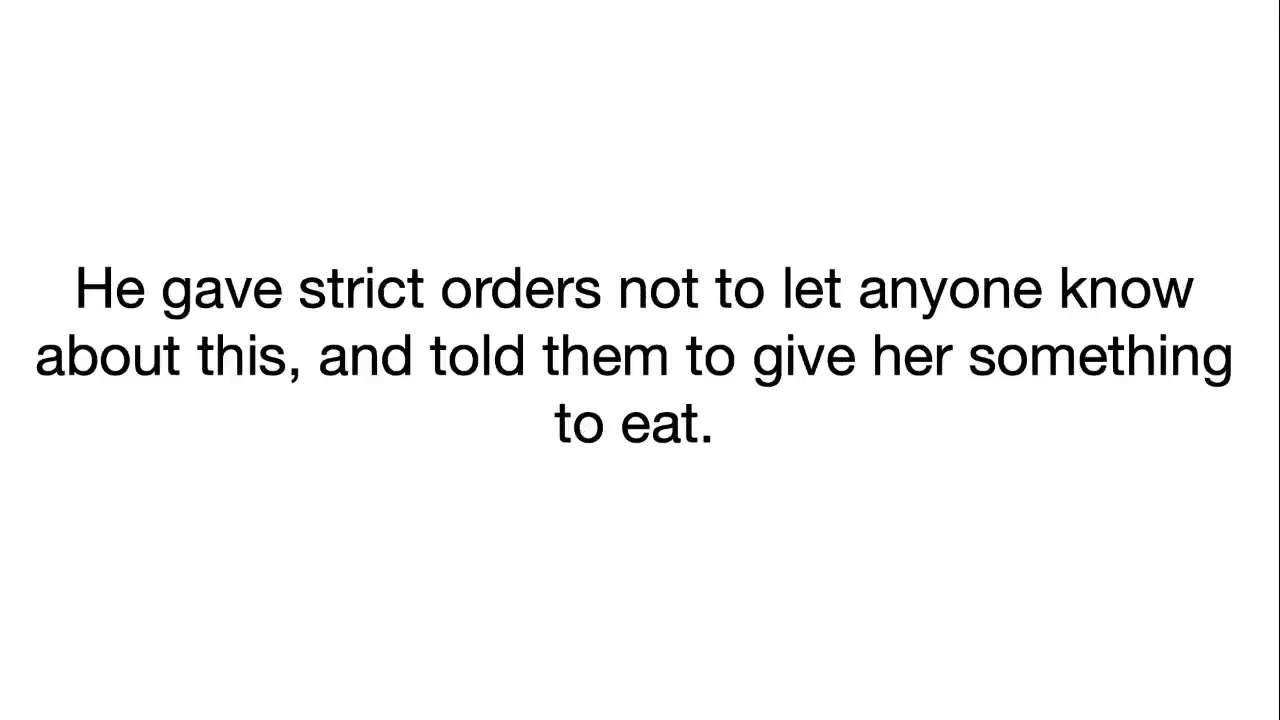 He gave strict orders not to let anyone know
about this, and told them to give her something
to eat.